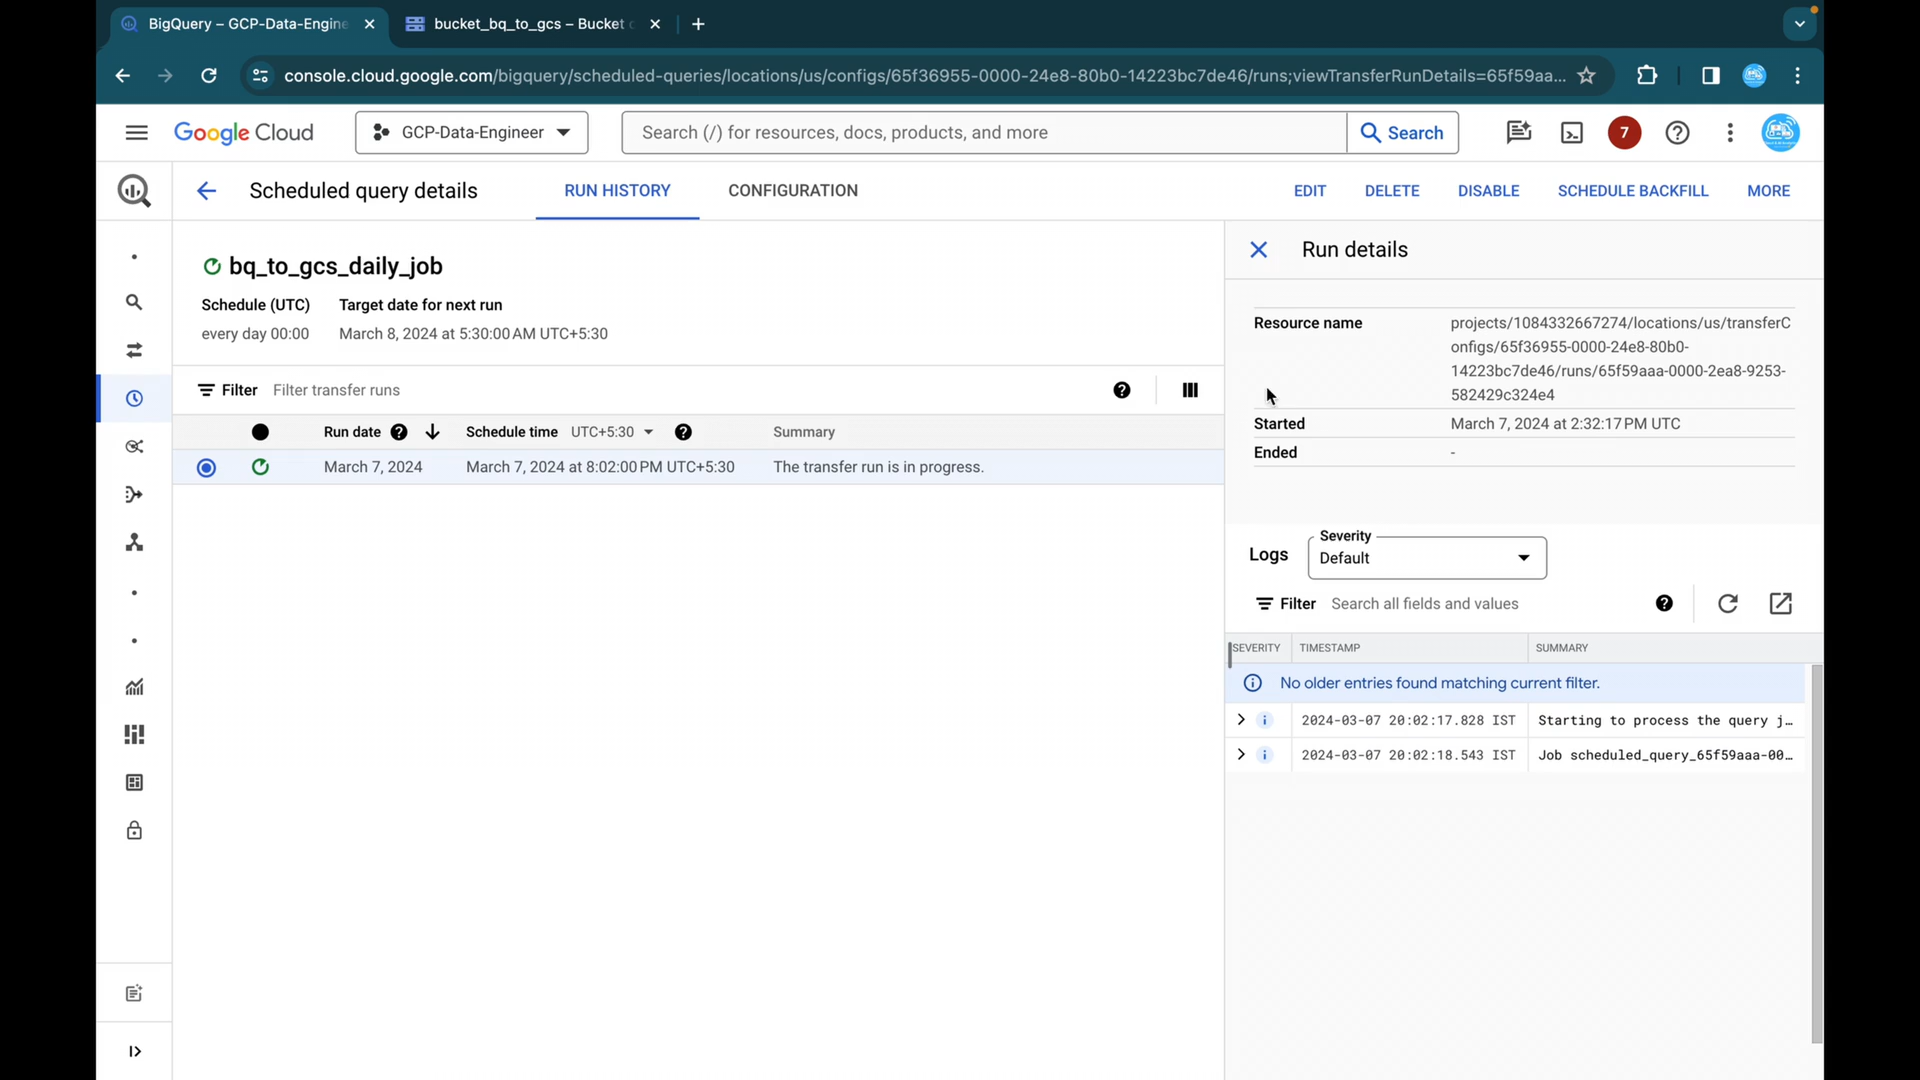 BigQuery – GCP-Data-Engine
bucket_bq_to_gcs – Bucket
console.cloud.google.com/bigquery/scheduled-queries/locations/us/configs/65f36955-0000-24e8-80b0-14223bc7de46/runs;viewTransferRunDetails=65f59aa...
Google Cloud
GCP-Data-Engineer
Search (/) for resources, docs, products, and more
Search
7
Scheduled query details
RUN HISTORY
CONFIGURATION
EDIT
DELETE
DISABLE
SCHEDULE BACKFILL
MORE
bq_to_gcs_daily_job
Schedule (UTC) Target date for next run
every day 00:00 March 8, 2024 at 5:30:00 AM UTC+5:30
Filter Filter transfer runs
Run date Schedule time UTC+5:30 Summary
March 7, 2024 March 7, 2024 at 8:02:00 PM UTC+5:30 The transfer run is in progress.
Run details
Resource name projects/1084332667274/locations/us/transferC
onfigs/65f36955-0000-24e8-80b0-
14223bc7de46/runs/65f59aaa-0000-2ea8-9253-
582429c324e4
Started March 7, 2024 at 2:32:17 PM UTC
Ended -
Severity
Logs Default
Filter Search all fields and values
SEVERITY TIMESTAMP SUMMARY
No older entries found matching current filter.
2024-03-07 20:02:17.828 IST Starting to process the query j…
2024-03-07 20:02:18.543 IST Job scheduled_query_65f59aaa-00…